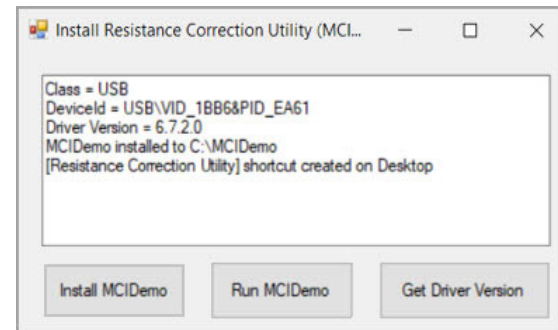 Install Resistance Correction Utility (MCI...
Class = USB
DeviceId = USB\VID_1BB6&PID_EA61
Driver Version = 6.7.2.0
MCIDemo installed to C:\MCIDemo
[Resistance Correction Utility] shortcut created on Desktop
Install MCIDemo
Run MCIDemo
Get Driver Version